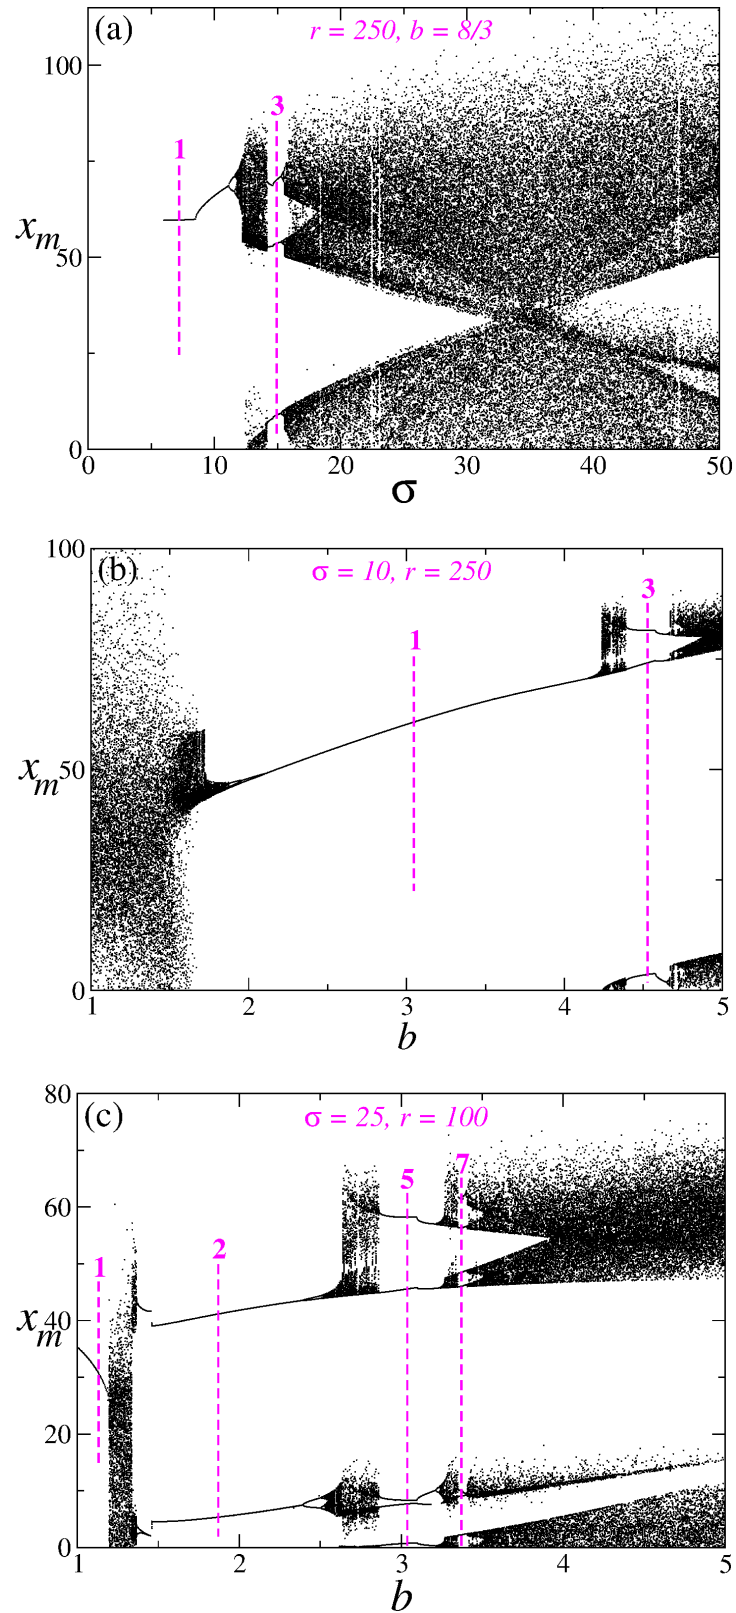 (a)
r = 250, b = 8/3
100
3
1
x_m
50
0
0 10 20 30 40 50
σ
100
(b)
σ = 10, r = 250
3
1
x_m
50
0
1 2 3 4 5
b
80
(c)
σ = 25, r = 100
7
5
60
2
1
40
x_m
20
0
1 2 3 4 5
b